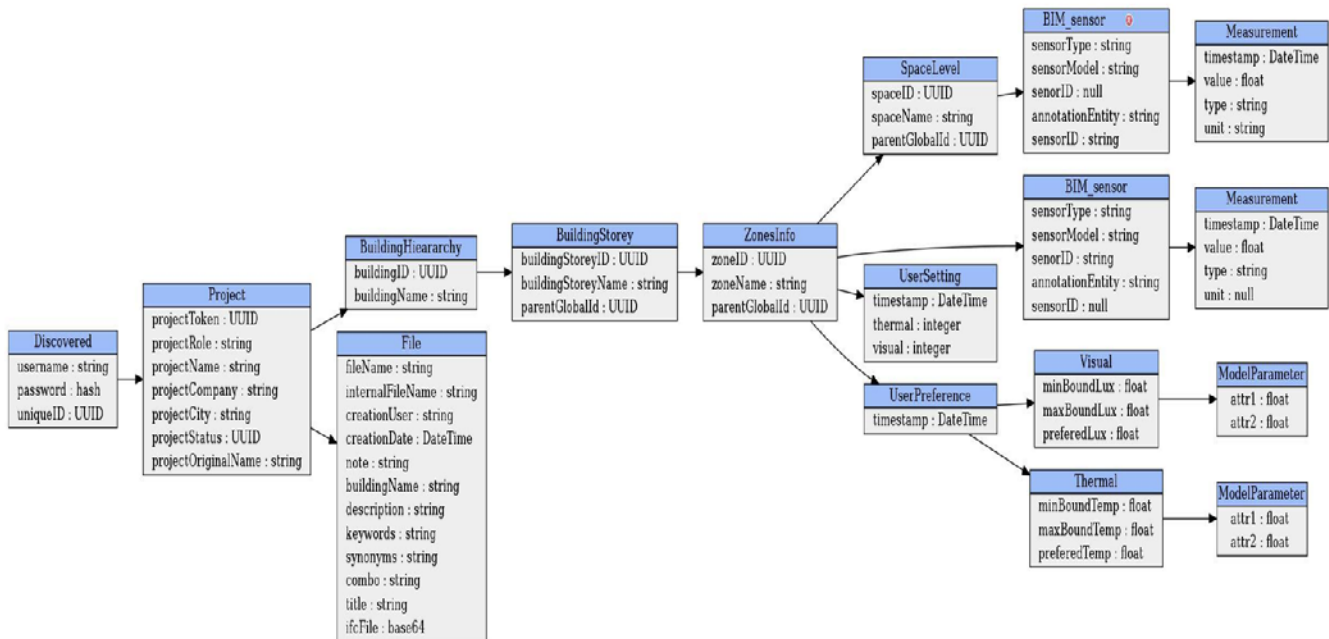 Discovered
username : string
password : hash
uniqueID : UUID
Project
projectToken : UUID
projectRole : string
projectName : string
projectCompany : string
projectCity : string
projectStatus : UUID
projectOriginalName : string
BuildingHieararchy
buildingID : UUID
buildingName : string
File
fileName : string
internalFileName : string
creationUser : string
creationDate : DateTime
note : string
buildingName : string
description : string
keywords : string
synonyms : string
combo : string
title : string
ifcFile : base64
BuildingStorey
buildingStoreyID : UUID
buildingStoreyName : string
parentGlobalId : UUID
ZonesInfo
zoneID : UUID
zoneName : string
parentGlobalId : UUID
SpaceLevel
spaceID : UUID
spaceName : string
parentGlobalId : UUID
BIM_sensor
sensorType : string
sensorModel : string
senorID : null
annotationEntity : string
sensorID : string
Measurement
timestamp : DateTime
value : float
type : string
unit : string
BIM_sensor
sensorType : string
sensorModel : string
senorID : string
annotationEntity : string
sensorID : null
Measurement
timestamp : DateTime
value : float
type : string
unit : null
UserSetting
timestamp : DateTime
thermal : integer
visual : integer
UserPreference
timestamp : DateTime
Visual
minBoundLux : float
maxBoundLux : float
preferedLux : float
ModelParameter
attr1 : float
attr2 : float
Thermal
minBoundTemp : float
maxBoundTemp : float
preferedTemp : float
ModelParameter
attr1 : float
attr2 : float